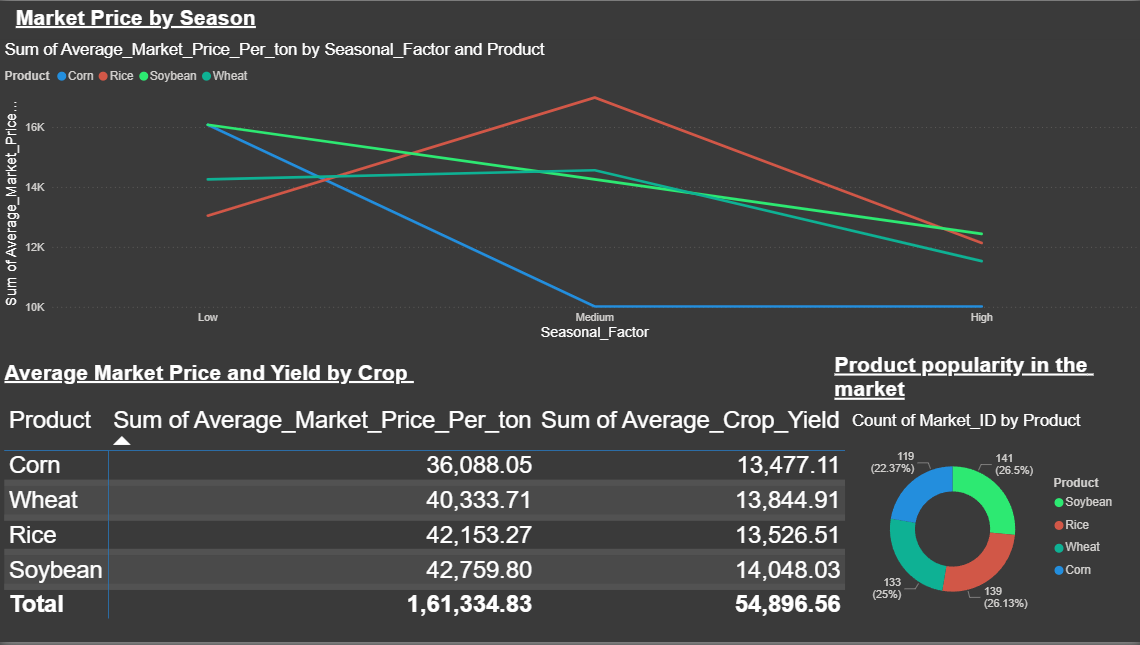 Market Price by Season
Sum of Average_Market_Price_Per_ton by Seasonal_Factor and Product
Product Corn Rice Soybean Wheat
Sum of Average_Market_Price...
16K
14K
12K
10K
Low Medium High
Seasonal_Factor
Average Market Price and Yield by Crop
Product Sum of Average_Market_Price_Per_ton Sum of Average_Crop_Yield
Corn 36,088.05 13,477.11
Wheat 40,333.71 13,844.91
Rice 42,153.27 13,526.51
Soybean 42,759.80 14,048.03
Total 1,61,334.83 54,896.56
Product popularity in the
market
Count of Market_ID by Product
119
(22.37%)
141
(26.5%)
133
(25%)
139
(26.13%)
Product
Soybean
Rice
Wheat
Corn